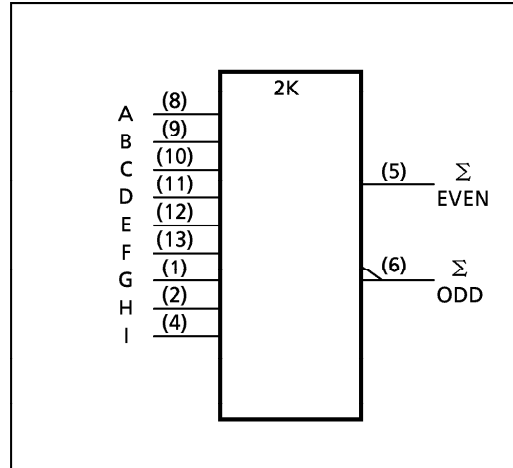 2K
A (8)
B (9)
C (10)
D (11)
E (12)
F (13)
G (1)
H (2)
I (4)
(5) Σ
EVEN
(6) Σ
ODD